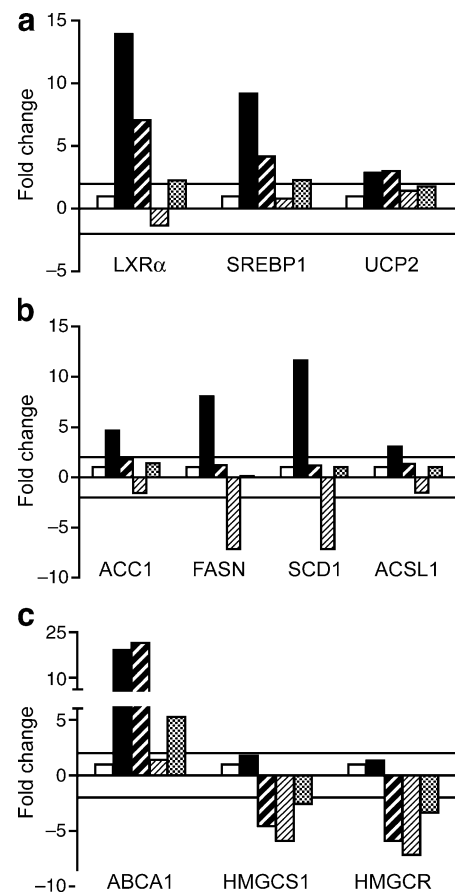 a
15
10
5
0
–5
Fold change
LXRα SREBP1 UCP2
b
15
10
5
0
–5
–10
Fold change
ACC1 FASN SCD1 ACSL1
c
25
10
5
0
–5
–10
Fold change
ABCA1 HMGCS1 HMGCR